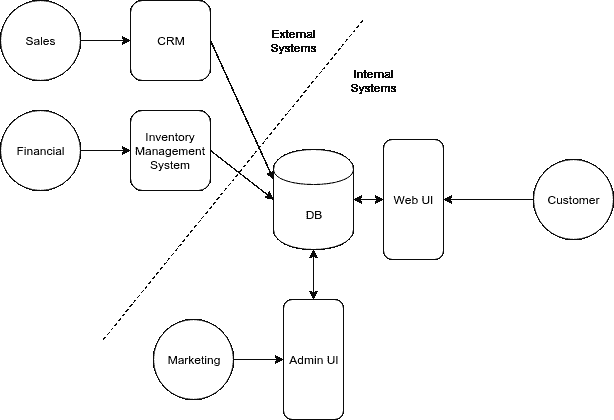 Sales
CRM
External
Systems
Internal
Systems
Financial
Inventory
Management
System
DB
Web UI
Customer
Marketing
Admin UI